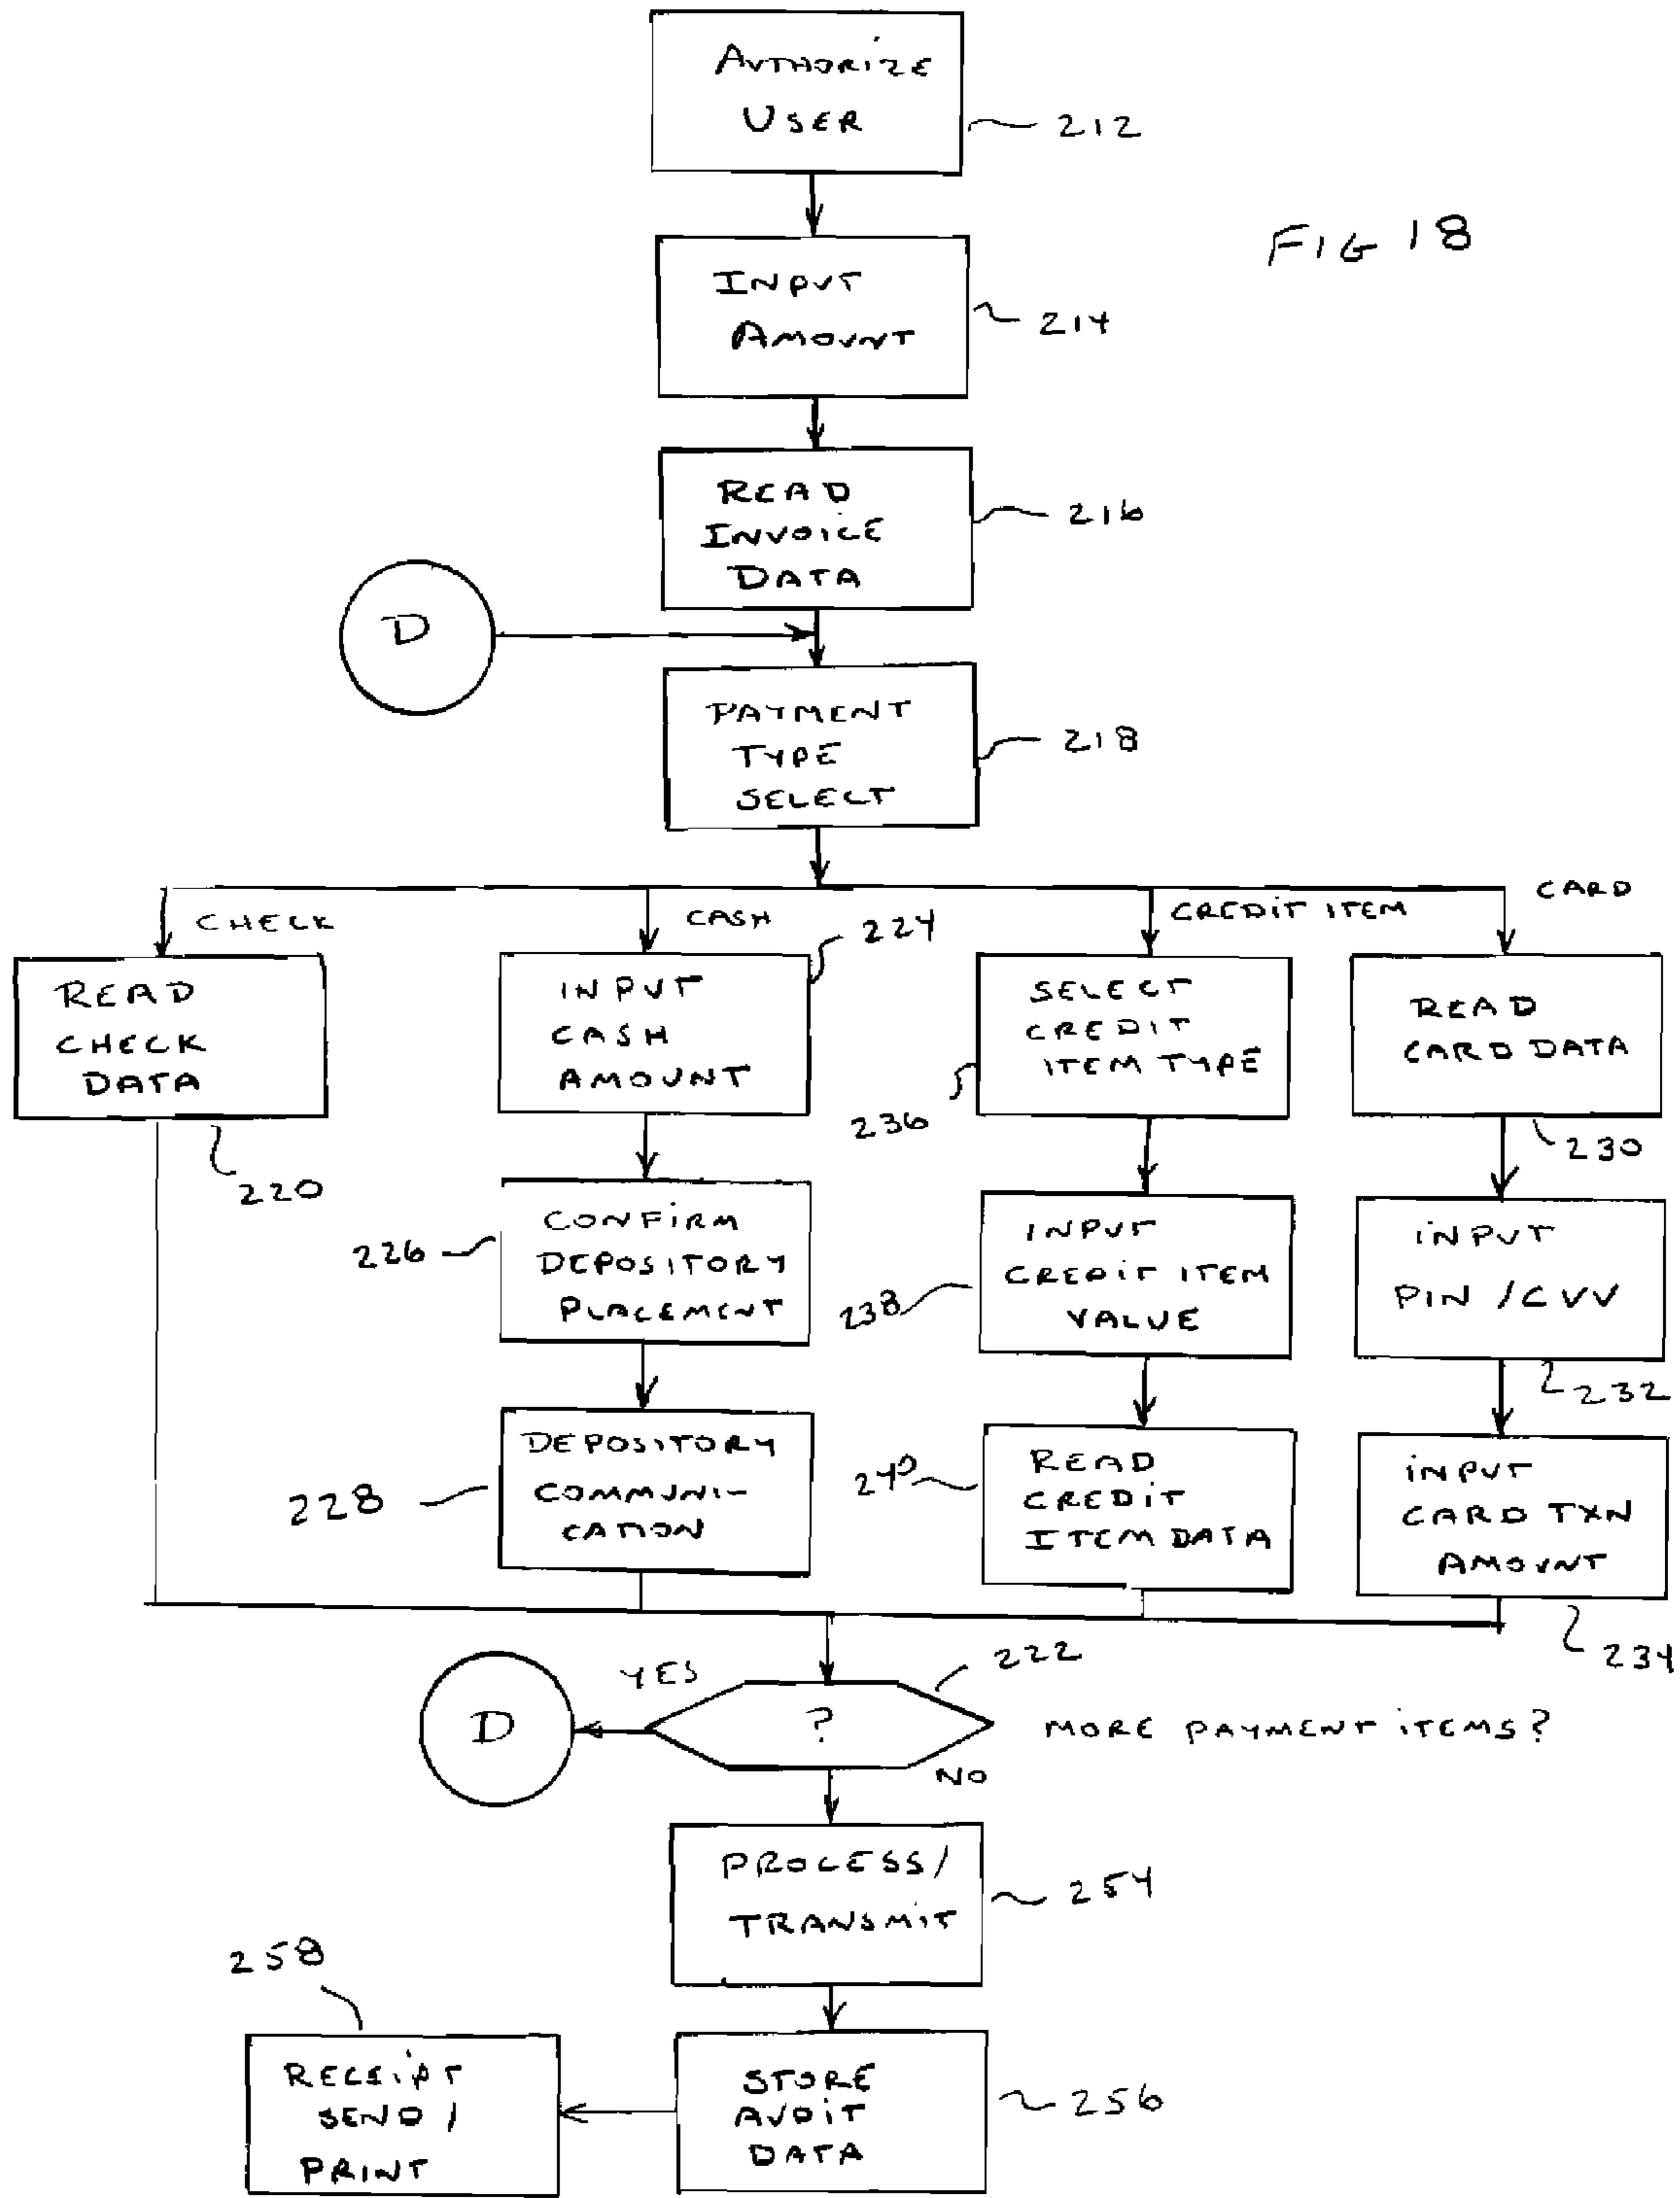 AUTHORIZE
USER
212
FIG 18
INPUT
AMOUNT
214
READ
INVOICE
DATA
216
D
PAYMENT
TYPE
SELECT
218
CHECK
CASH
CREDIT ITEM
CARD
READ
CHECK
DATA
220
INPUT
CASH
AMOUNT
224
SELECT
CREDIT
ITEM TYPE
236
READ
CARD DATA
230
CONFIRM
DEPOSITORY
PLACEMENT
226
INPUT
CREDIT ITEM
VALUE
238
INPUT
PIN / CVV
232
DEPOSITORY
COMMUNI-
CATION
228
READ
CREDIT
ITEM DATA
240
INPUT
CARD TXN
AMOUNT
234
YES
222
D
?
MORE PAYMENT ITEMS?
NO
PROCESS/
TRANSMIT
254
258
RECEIPT
SEND /
PRINT
STORE
AUDIT
DATA
256